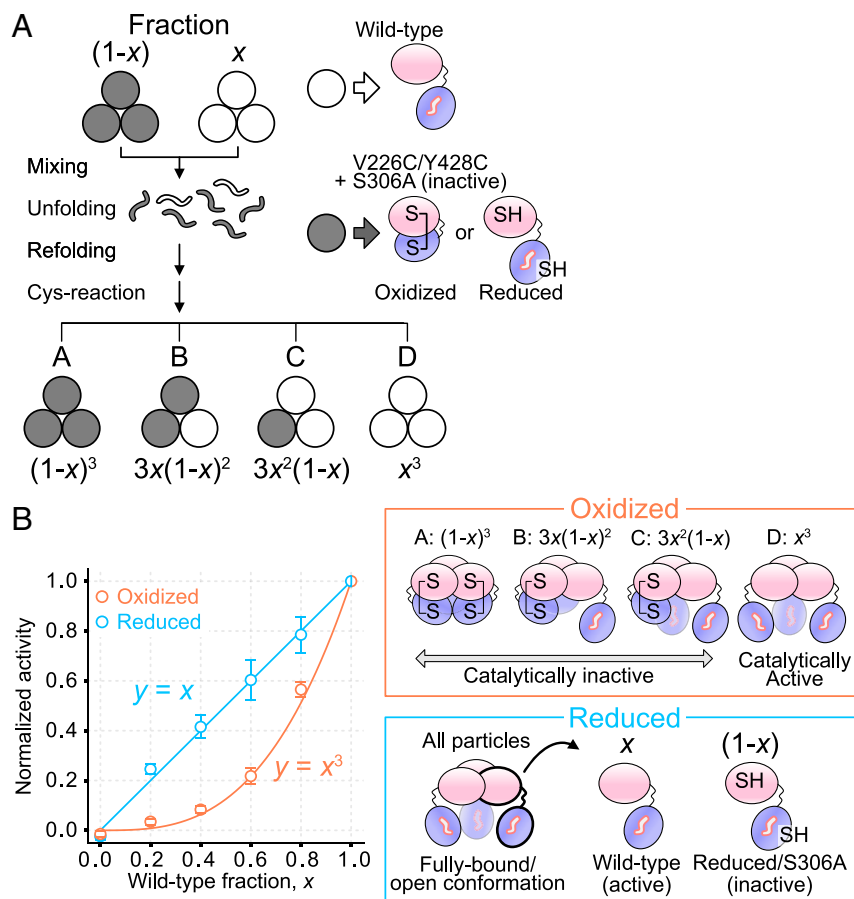 A
Fraction
(1-x)
x
Wild-type
Mixing
Unfolding
Refolding
Cys-reaction
V226C/Y428C
+ S306A (inactive)
S
S
or
SH
SH
Oxidized
Reduced
A
B
C
D
(1-x)³
3x(1-x)²
3x²(1-x)
x³
B
Normalized activity
1.0
0.8
0.6
0.4
0.2
0.0
Oxidized
Reduced
y = x
y = x³
0.0 0.2 0.4 0.6 0.8 1.0
Wild-type fraction, x
Oxidized
A: (1-x)³ B: 3x(1-x)² C: 3x²(1-x) D: x³
S S S S
S S S S
Catalytically inactive
Catalytically
Active
Reduced
All particles
x
(1-x)
SH
SH
Fully-bound/
open conformation
Wild-type
(active)
Reduced/S306A
(inactive)